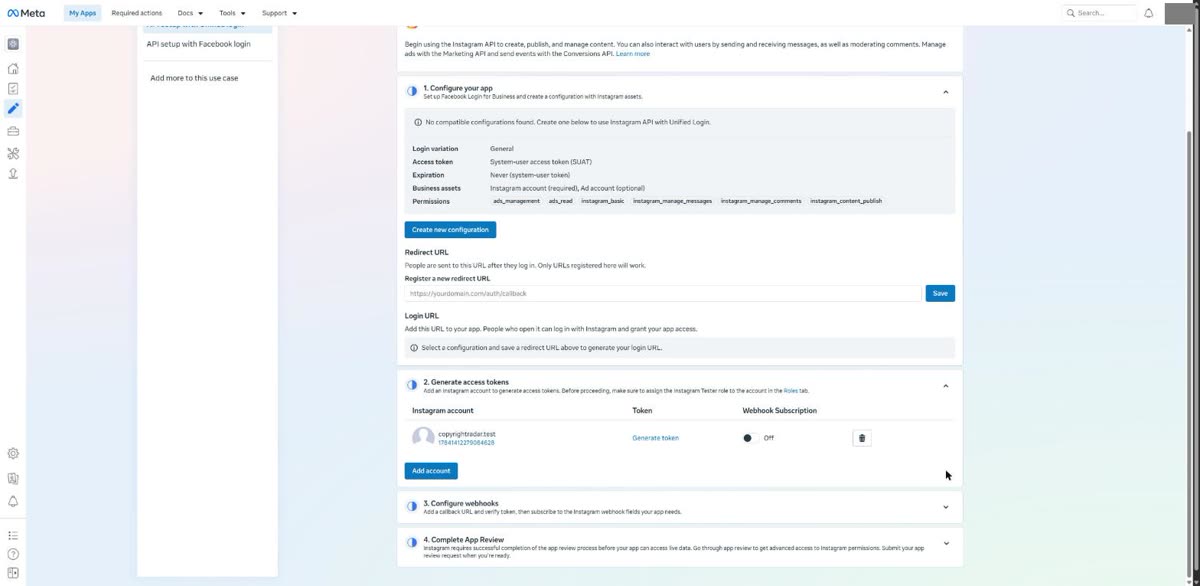 Meta
My Apps
Required actions
Docs
Tools
Support
Search...
API setup with Facebook login
Add more to this use case
Begin using the Instagram API to create, publish, and manage content. You can also interact with users by sending and receiving messages, as well as moderating comments. Manage
ads with the Marketing API and send events with the Conversions API. Learn more
1. Configure your app
Set up Facebook Login for Business and create a configuration with Instagram assets.
No compatible configurations found. Create one below to use Instagram API with Unified Login.
Login variation General
Access token System-user access token (SUAT)
Expiration Never (system-user token)
Business assets Instagram account (required), Ad account (optional)
Permissions ads_management ads_read instagram_basic instagram_manage_messages instagram_manage_comments instagram_content_publish
Create new configuration
Redirect URL
People are sent to this URL after they log in. Only URLs registered here will work.
Register a new redirect URL
https://yourdomain.com/auth/callback
Save
Login URL
Add this URL to your app. People who open it can log in with Instagram and grant your app access.
Select a configuration and save a redirect URL above to generate your login URL.
2. Generate access tokens
Add an Instagram account to generate access tokens. Before proceeding, make sure to assign the Instagram Tester role to the account in the Roles tab.
Instagram account Token Webhook Subscription
copyrightrader.test
Generate token
Off
Add account
3. Configure webhooks
Add a callback URL and verify token, then subscribe to the Instagram webhook fields your app needs.
4. Complete App Review
Instagram requires successful completion of the app review process before your app can access live data. Go through app review to get advanced access to Instagram permissions. Submit your app
review request when you're ready.